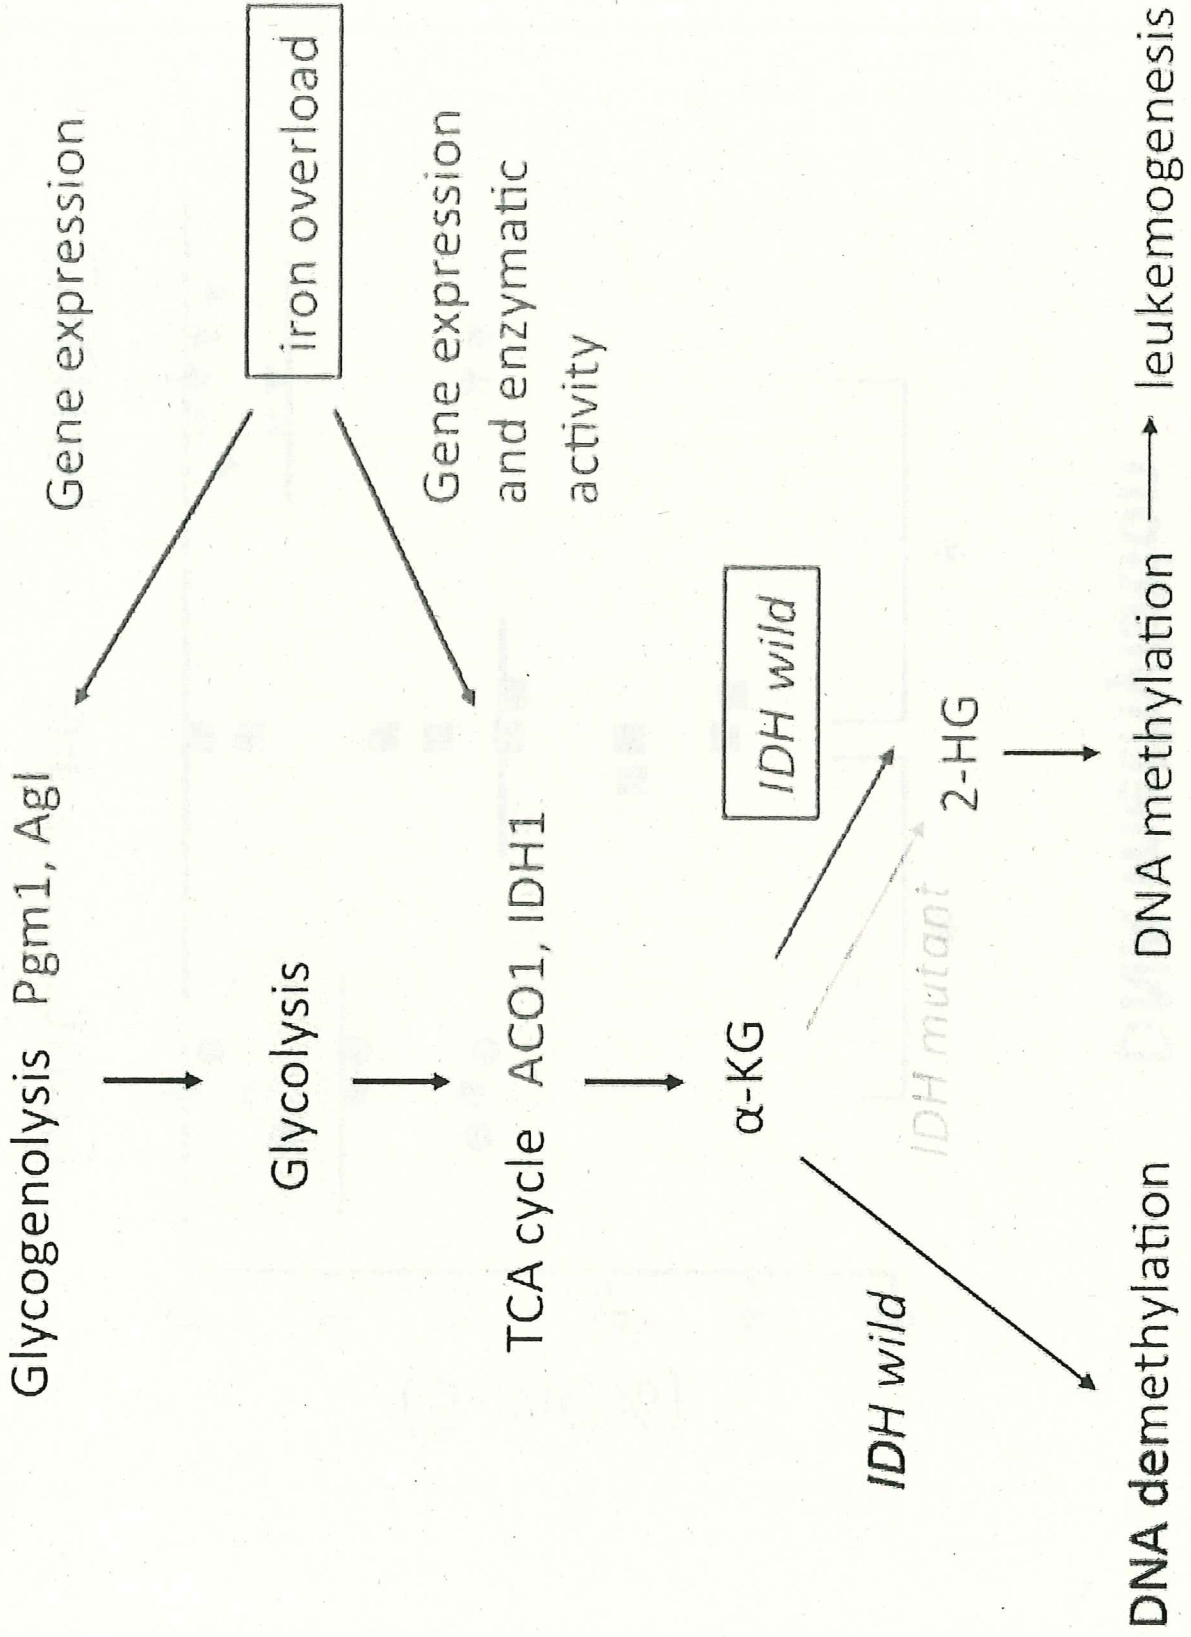 Glycogenolysis Pgm1, Agl
Gene expression
iron overload
Glycolysis
Gene expression
and enzymatic
activity
TCA cycle ACO1, IDH1
α-KG
IDH wild
IDH wild
IDH mutant
2-HG
DNA demethylation
DNA methylation
leukemogenesis